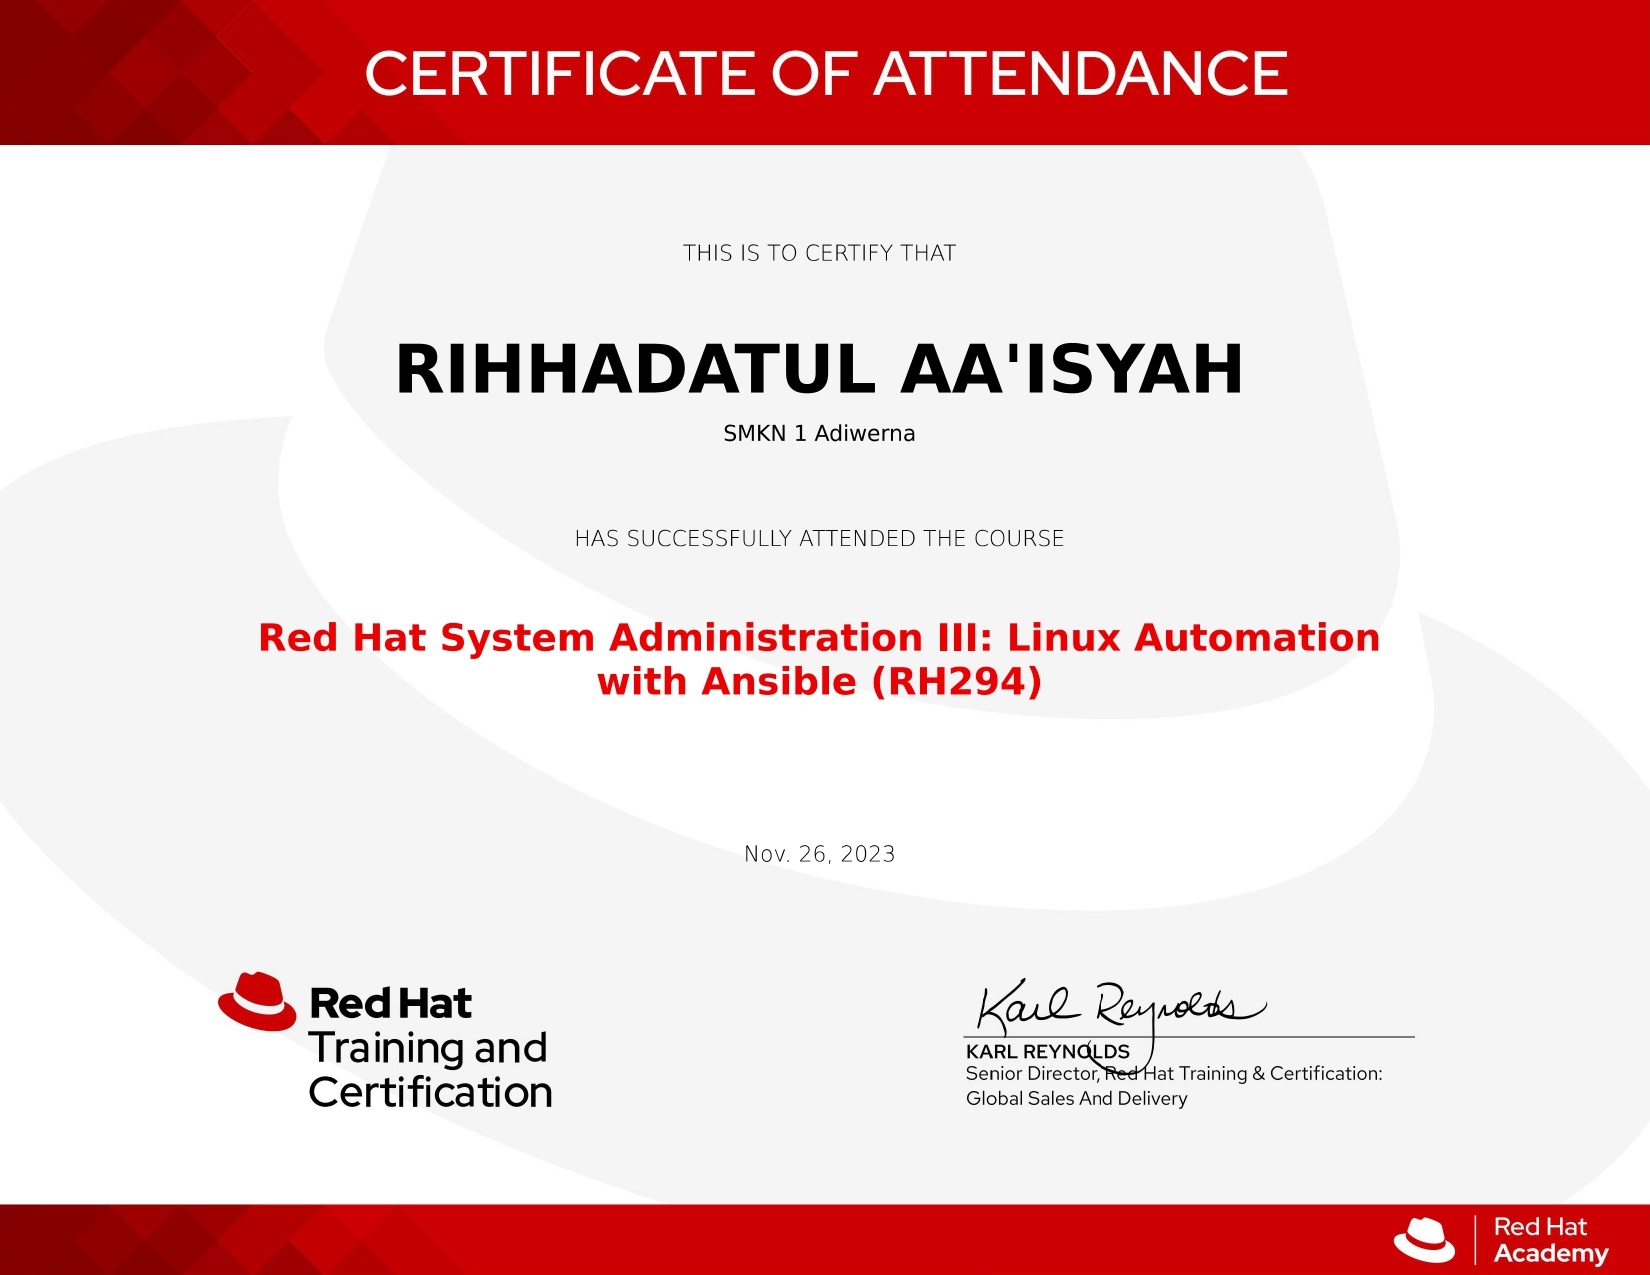 CERTIFICATE OF ATTENDANCE
THIS IS TO CERTIFY THAT
RIHHADATUL AA'ISYAH
SMKN 1 Adiwerna
HAS SUCCESSFULLY ATTENDED THE COURSE
Red Hat System Administration III: Linux Automation
with Ansible (RH294)
Nov. 26, 2023
Red Hat
Training and
Certification
Karl Reynolds
KARL REYNOLDS
Senior Director, Red Hat Training & Certification:
Global Sales And Delivery
Red Hat
Academy